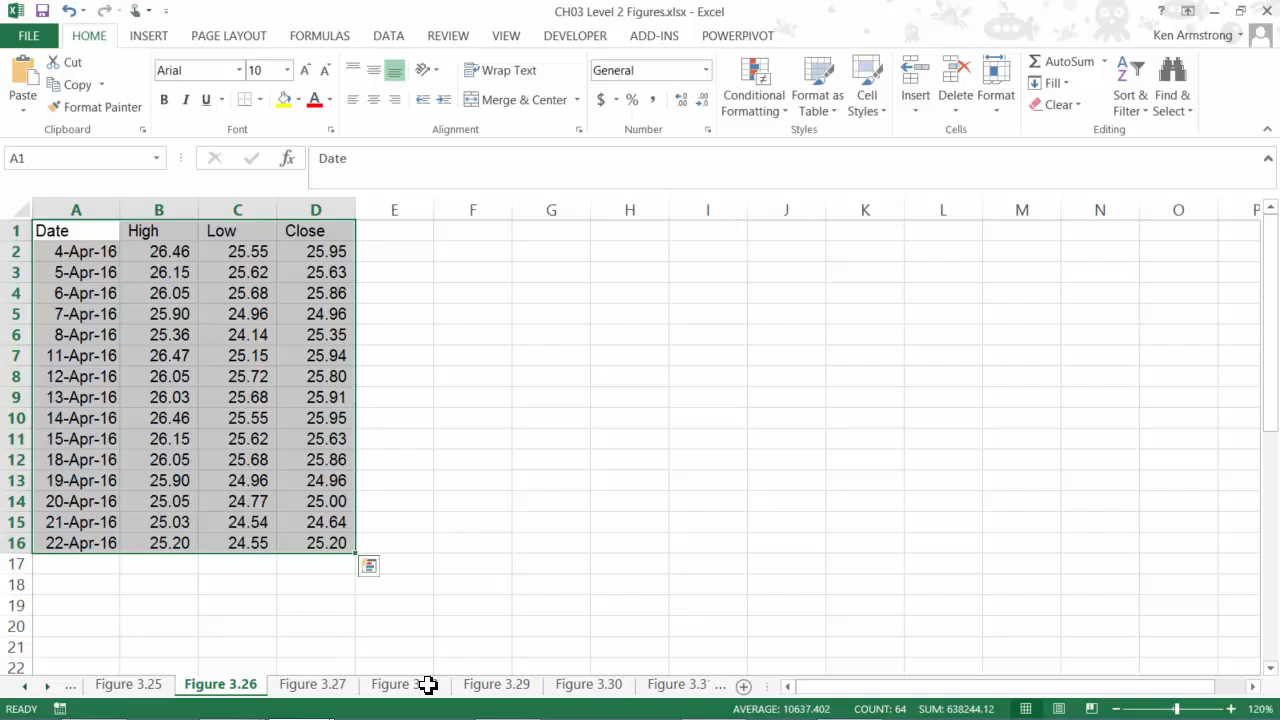 CH03 Level 2 Figures.xlsx - Excel
?
FILE HOME INSERT PAGE LAYOUT FORMULAS DATA REVIEW VIEW DEVELOPER ADD-INS POWERPIVOT Ken Armstrong
Paste Cut
Copy
Format Painter
Clipboard
Arial 10
B I U
Font
Wrap Text
Merge & Center
Alignment
General
$ % ,
Number
Conditional Formatting
Format as Table
Cell Styles
Styles
Insert Delete Format
Cells
AutoSum
Fill
Clear
Sort & Filter
Find & Select
Editing
A1 fx Date
A B C D E F G H I J K L M N O P
1 Date High Low Close
2 4-Apr-16 26.46 25.55 25.95
3 5-Apr-16 26.15 25.62 25.63
4 6-Apr-16 26.05 25.68 25.86
5 7-Apr-16 25.90 24.96 24.96
6 8-Apr-16 25.36 24.14 25.35
7 11-Apr-16 26.47 25.15 25.94
8 12-Apr-16 26.05 25.72 25.80
9 13-Apr-16 26.03 25.68 25.91
10 14-Apr-16 26.46 25.55 25.95
11 15-Apr-16 26.15 25.62 25.63
12 18-Apr-16 26.05 25.68 25.86
13 19-Apr-16 25.90 24.96 24.96
14 20-Apr-16 25.05 24.77 25.00
15 21-Apr-16 25.03 24.54 24.64
16 22-Apr-16 25.20 24.55 25.20
17
18
19
20
21
22
... Figure 3.25 Figure 3.26 Figure 3.27 Figure Figure 3.29 Figure 3.30 Figure 3.3 ...
READY AVERAGE: 10637.402 COUNT: 64 SUM: 638244.12 120%